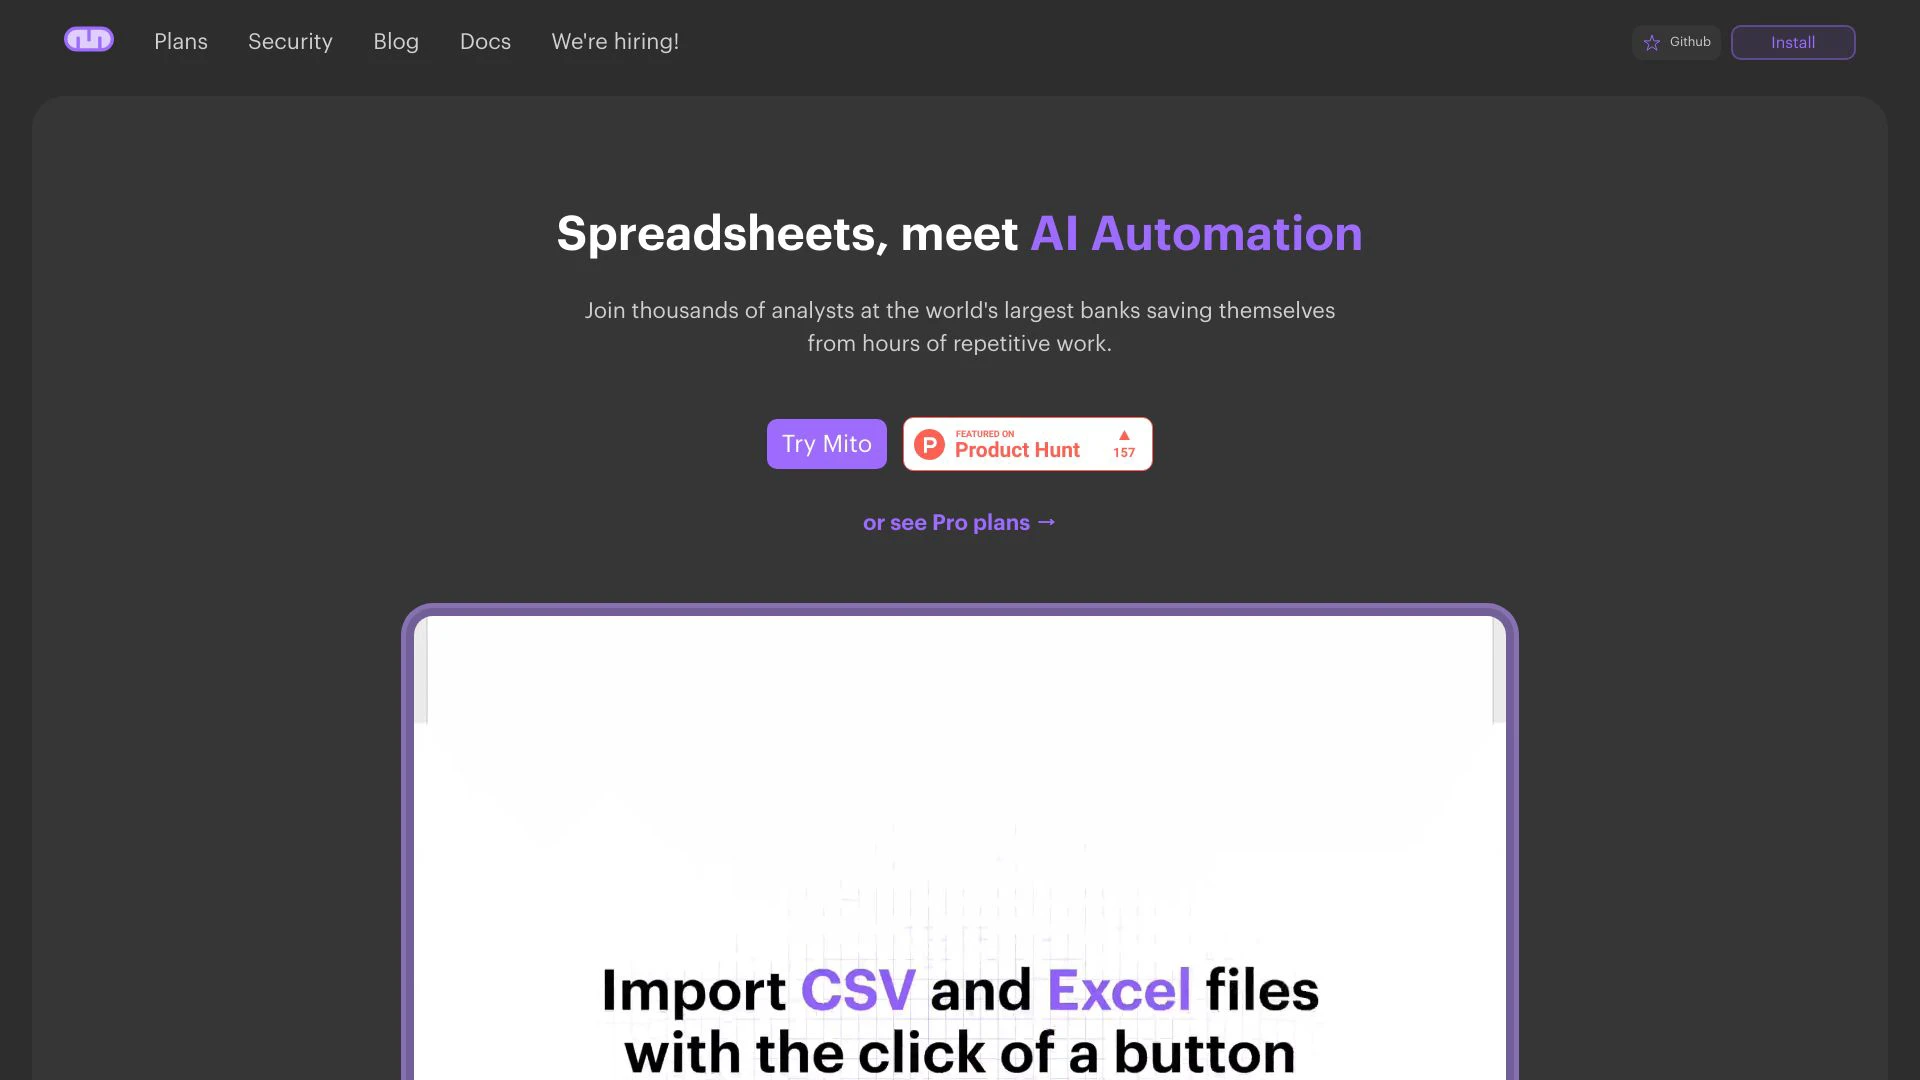 Plans
Security
Blog
Docs
We're hiring!
Github
Install
Spreadsheets, meet AI Automation
Join thousands of analysts at the world's largest banks saving themselves
from hours of repetitive work.
Try Mito
P
FEATURED ON
Product Hunt
▲
157
or see Pro plans →
Import CSV and Excel files
with the click of a button